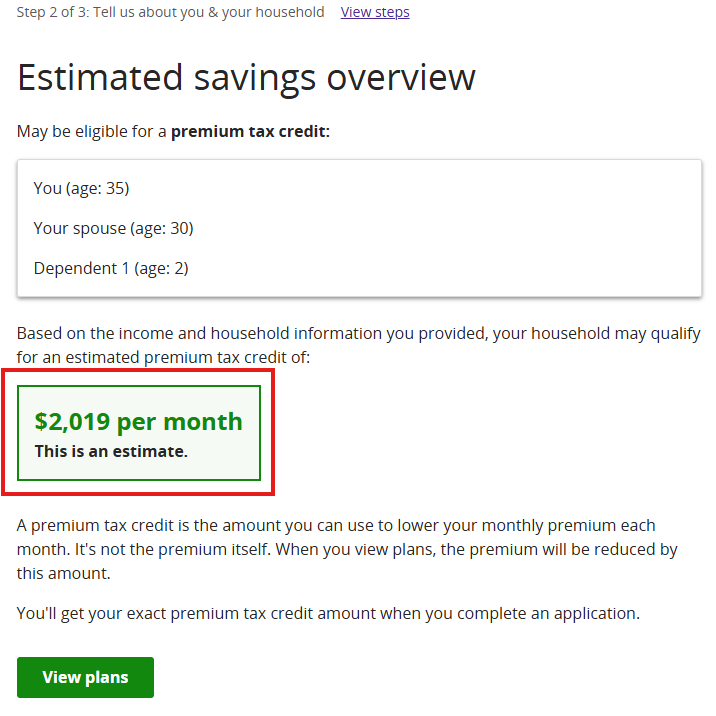 Step 2 of 3: Tell us about you & your household View steps
Estimated savings overview
May be eligible for a premium tax credit:
You (age: 35)
Your spouse (age: 30)
Dependent 1 (age: 2)
Based on the income and household information you provided, your household may qualify
for an estimated premium tax credit of:
$2,019 per month
This is an estimate.
A premium tax credit is the amount you can use to lower your monthly premium each
month. It's not the premium itself. When you view plans, the premium will be reduced by
this amount.
You'll get your exact premium tax credit amount when you complete an application.
View plans